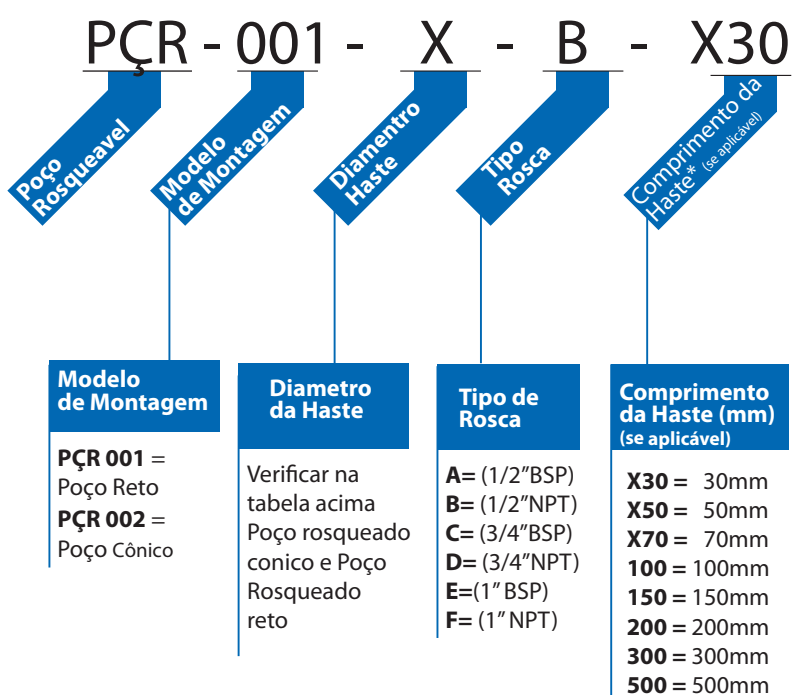 PÇR - 001 - X - B - X30
Poço
Rosqueavel
Modelo
de Montagem
Diamentro
Haste
Tipo
Rosca
Comprimento da
Haste* (se aplicável)
Modelo
de Montagem
PÇR 001 =
Poço Reto
PÇR 002 =
Poço Cônico
Diametro
da Haste
Verificar na
tabela acima
Poço rosqueado
conico e Poço
Rosqueado
reto
Tipo de
Rosca
A= (1/2”BSP)
B= (1/2”NPT)
C= (3/4”BSP)
D= (3/4”NPT)
E=(1” BSP)
F= (1” NPT)
Comprimento
da Haste (mm)
(se aplicável)
X30 = 30mm
X50 = 50mm
X70 = 70mm
100 = 100mm
150 = 150mm
200 = 200mm
300 = 300mm
500 = 500mm